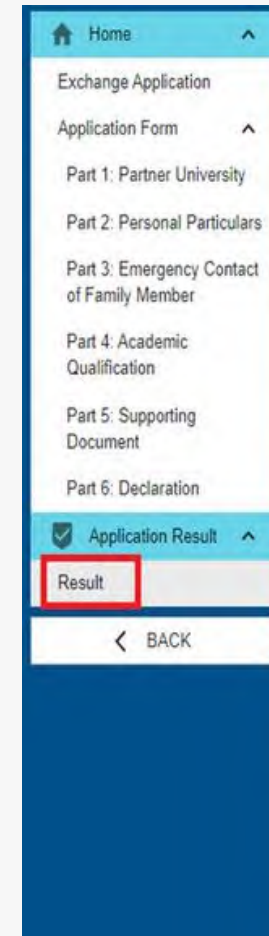 Home
Exchange Application
Application Form
Part 1: Partner University
Part 2: Personal Particulars
Part 3: Emergency Contact
of Family Member
Part 4: Academic
Qualification
Part 5: Supporting
Document
Part 6: Declaration
Application Result
Result
BACK